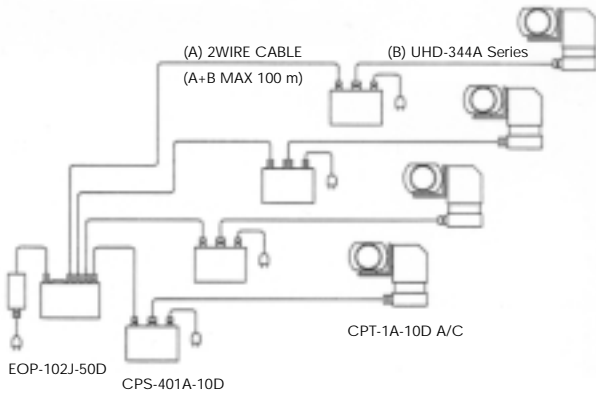 (A) 2WIRE CABLE
(B) UHD-344A Series
(A+B MAX 100 m)
CPT-1A-10D A/C
EOP-102J-50D
CPS-401A-10D